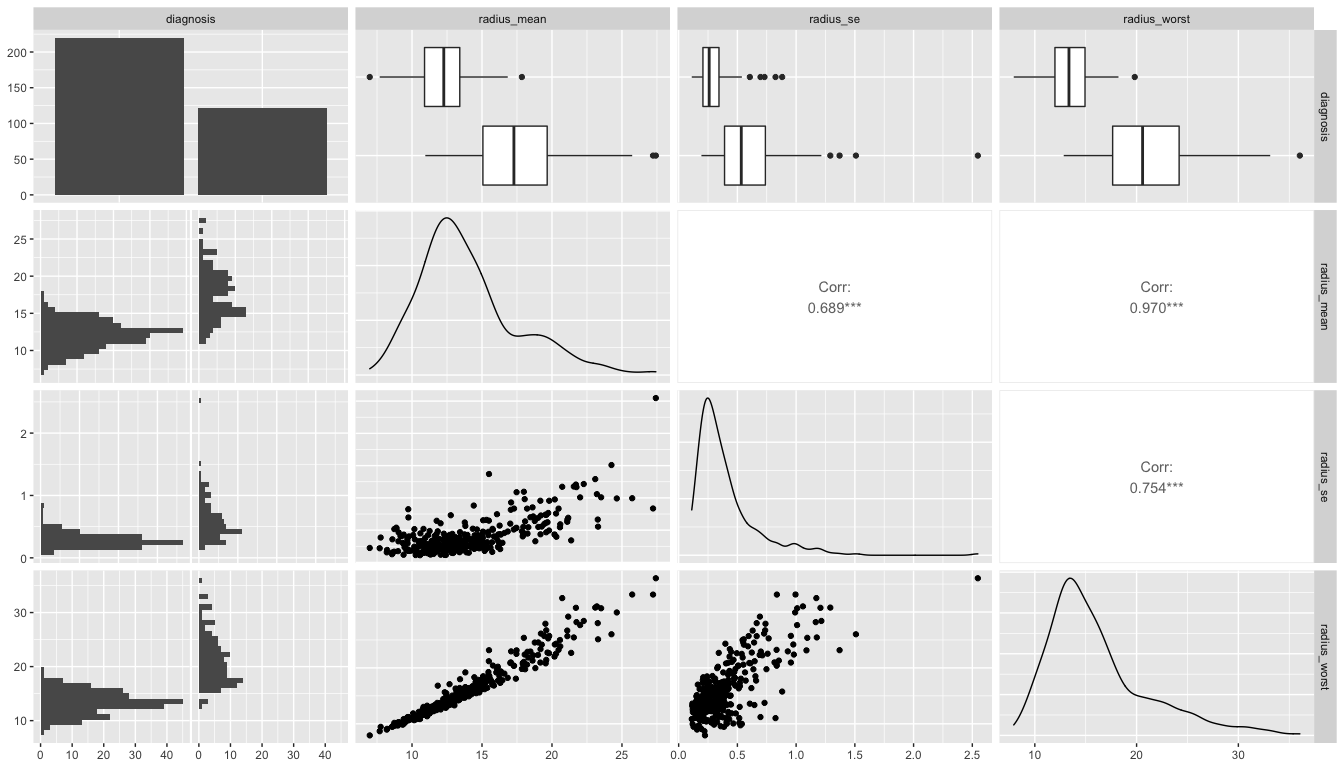 diagnosis
radius_mean
radius_se
radius_worst
200
150
100
50
0
diagnosis
25
20
15
10
Corr:
0.689***
Corr:
0.970***
radius_mean
2
1
0
Corr:
0.754***
radius_se
30
20
10
radius_worst
0 10 20 30 40 0 10 20 30 40
10 15 20 25
0.0 0.5 1.0 1.5 2.0 2.5
10 20 30